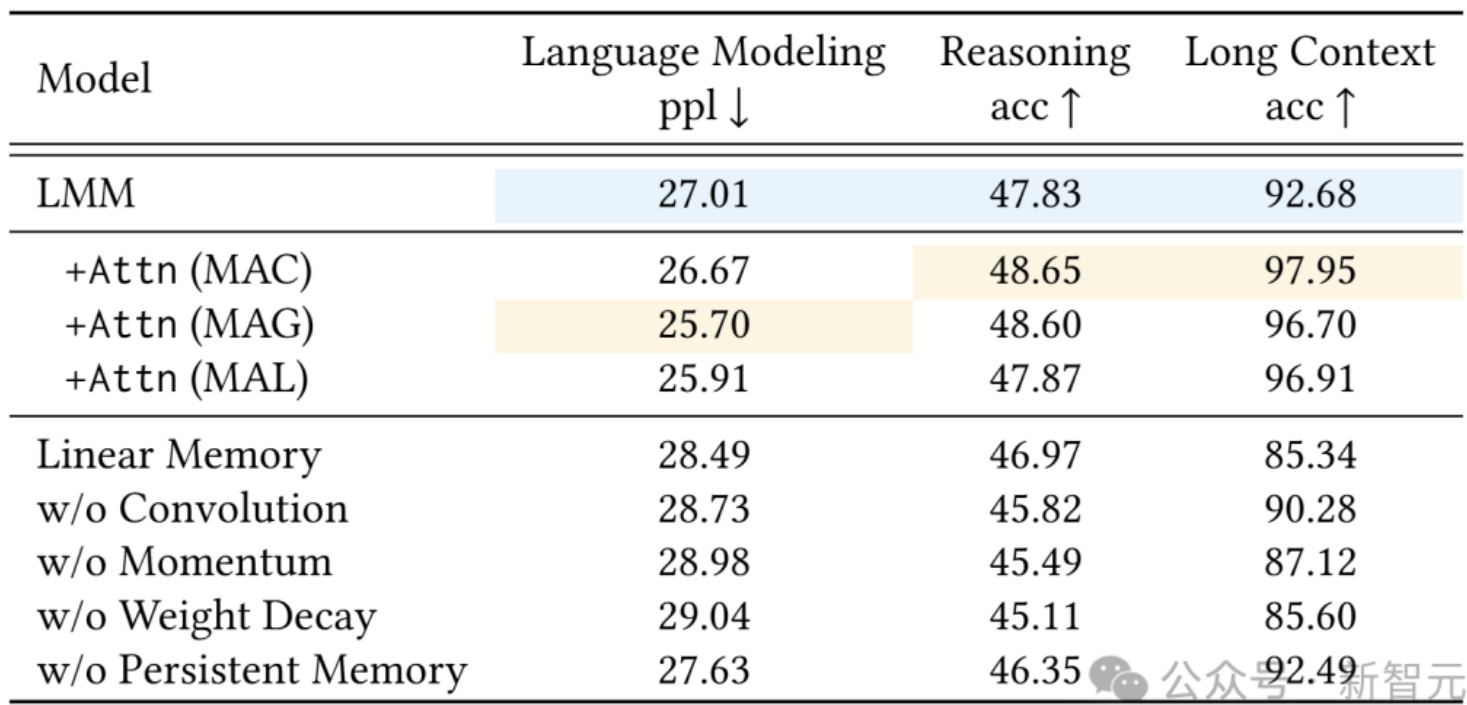 Model Language Modeling Reasoning Long Context
ppl ↓ acc ↑ acc ↑
LMM 27.01 47.83 92.68
+Attn (MAC) 26.67 48.65 97.95
+Attn (MAG) 25.70 48.60 96.70
+Attn (MAL) 25.91 47.87 96.91
Linear Memory 28.49 46.97 85.34
w/o Convolution 28.73 45.82 90.28
w/o Momentum 28.98 45.49 87.12
w/o Weight Decay 29.04 45.11 85.60
w/o Persistent Memory 27.63 46.35 92.49
公众号 新智元